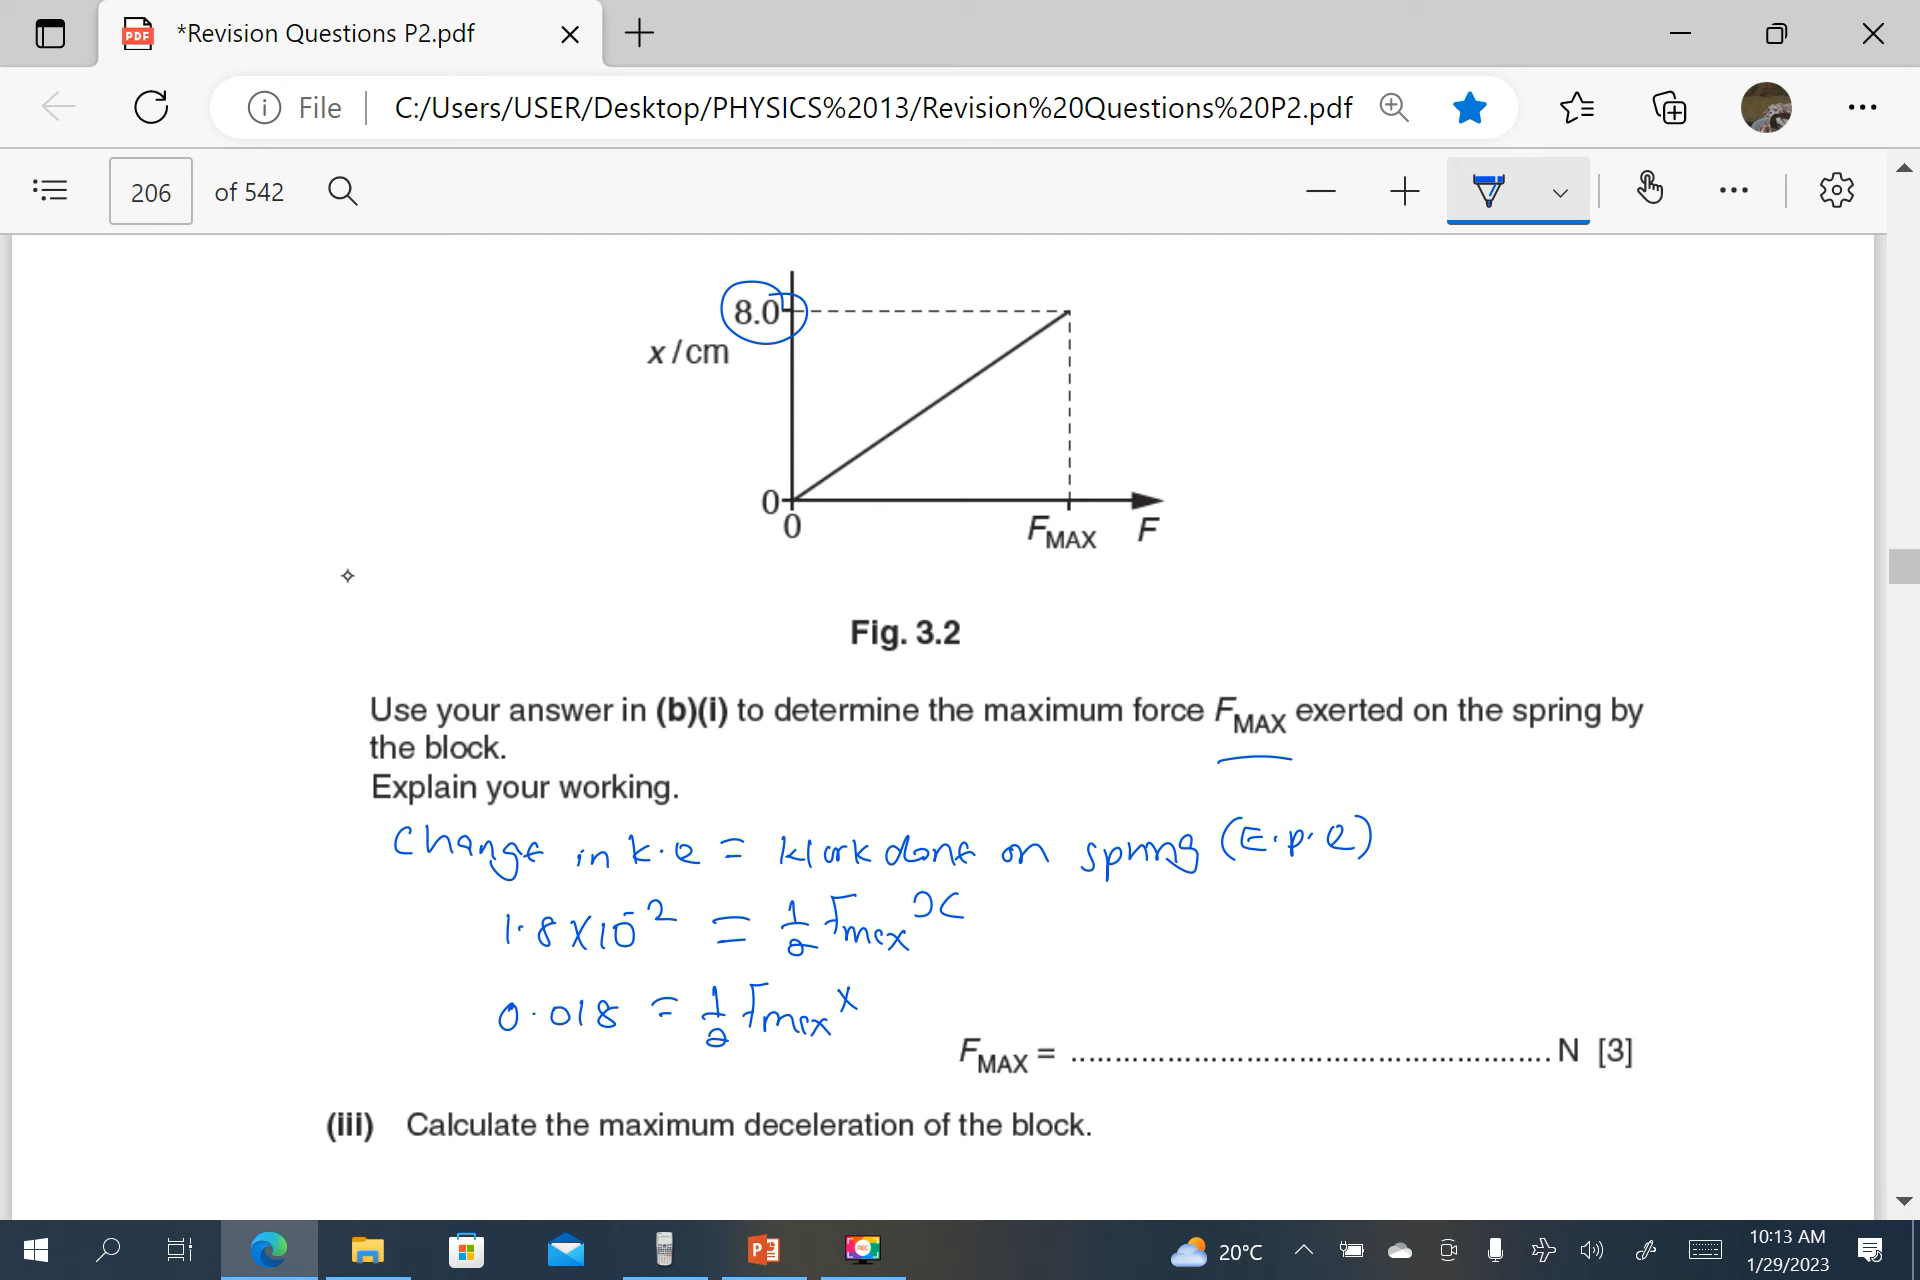 *Revision Questions P2.pdf
File
C:/Users/USER/Desktop/PHYSICS%2013/Revision%20Questions%20P2.pdf
206 of 542
8.0
x/cm
0
0
FMAX F
Fig. 3.2
Use your answer in (b)(i) to determine the maximum force FMAX exerted on the spring by
the block.
Explain your working.
Change in k.e = Work done on spring (E.p.e)
1.8 X 10^-2 = 1/2 Fmax x
0.018 = 1/2 Fmax x
FMAX = ...................................................... N [3]
(iii) Calculate the maximum deceleration of the block.
20°C
10:13 AM
1/29/2023